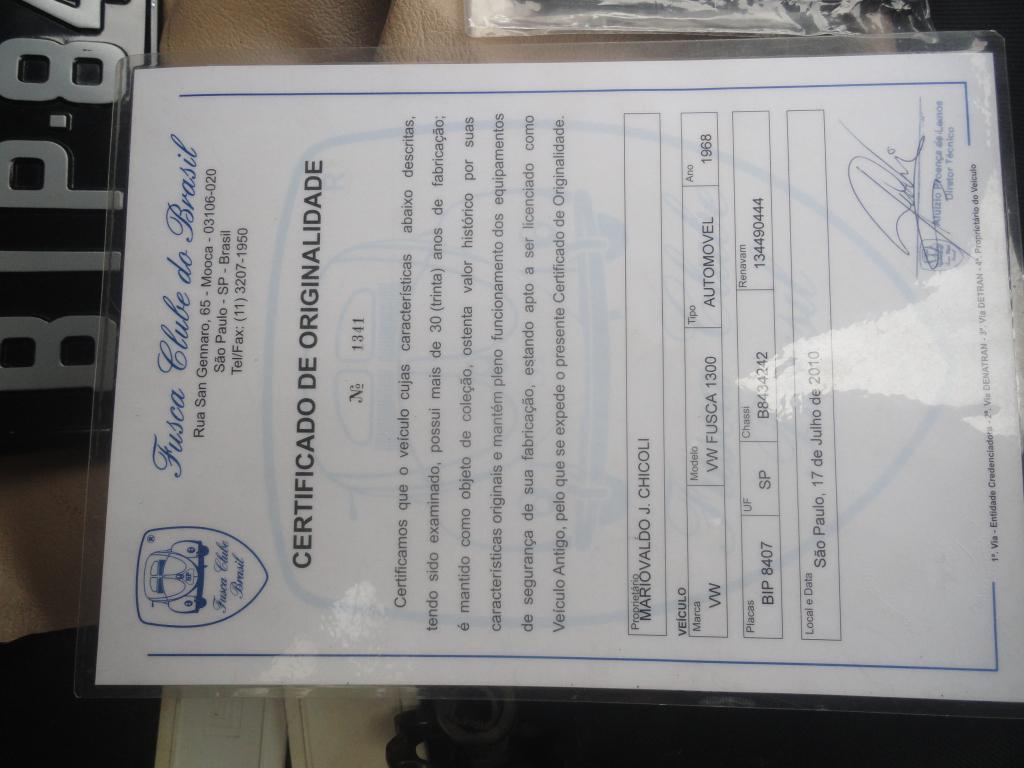 BIP·84
Fusca Clube do Brasil
Rua San Gennaro, 65 - Mooca - 03106-020
São Paulo - SP - Brasil
Tel/Fax: (11) 3207-1950
®
Fusca Clube
Brasil
CERTIFICADO DE ORIGINALIDADE
Nº 1341
Certificamos que o veículo cujas características abaixo descritas,
tendo sido examinado, possui mais de 30 (trinta) anos de fabricação;
é mantido como objeto de coleção, ostenta valor histórico por suas
características originais e mantém pleno funcionamento dos equipamentos
de segurança de sua fabricação, estando apto a ser licenciado como
Veículo Antigo, pelo que se expede o presente Certificado de Originalidade.
Proprietário
MARIOVALDO J. CHICOLI
VEÍCULO
Marca Modelo Tipo Ano
VW VW FUSCA 1300 AUTOMOVEL 1968
Placas UF Chassi Renavam
BIP 8407 SP B8434242 134490444
Local e Data
São Paulo, 17 de Julho de 2010
Proença de Lemos
Diretor Técnico
1ª. Via - Entidade Credenciadora - 2ª. Via DENATRAN - 3ª. Via DETRAN - 4ª. Proprietário do Veículo